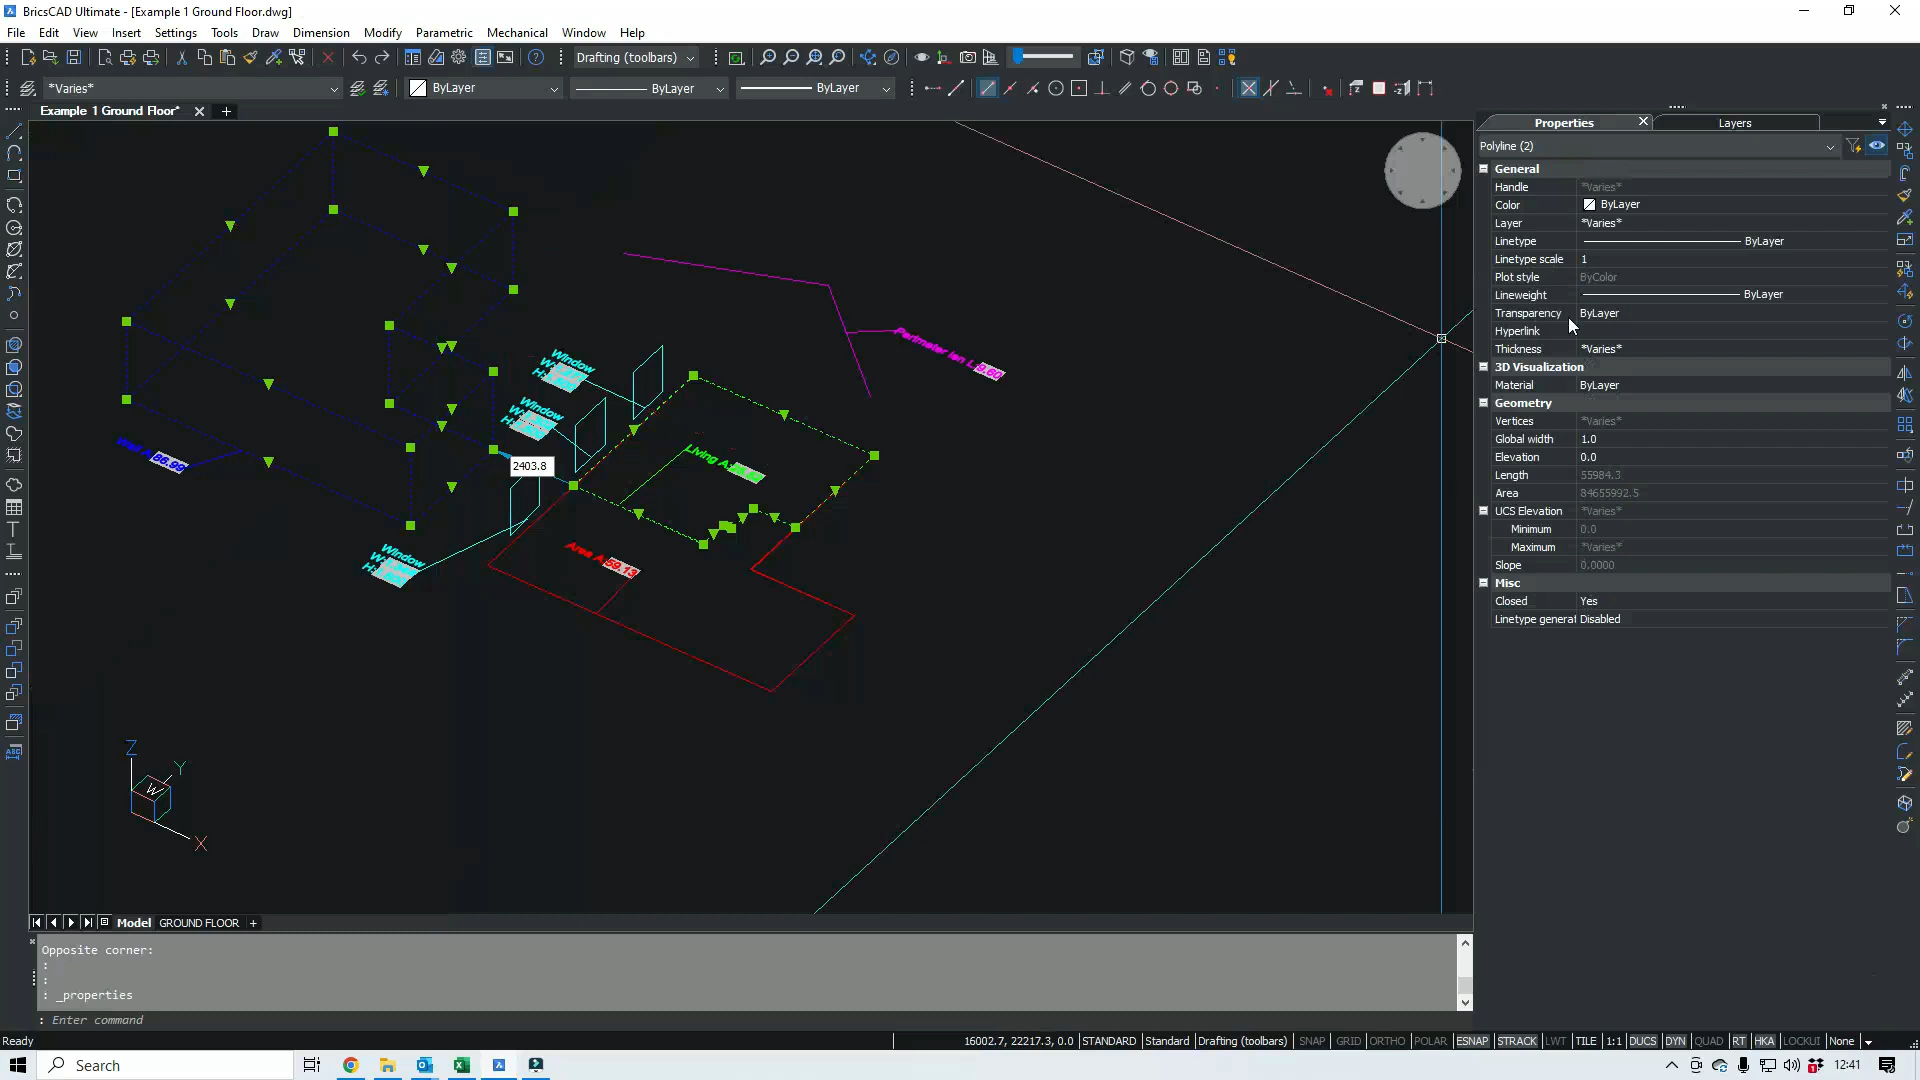 BricsCAD Ultimate - [Example 1 Ground Floor.dwg]
File Edit View Insert Settings Tools Draw Dimension Modify Parametric Mechanical Window Help
Drafting (toolbars)
*Varies* ByLayer ByLayer ByLayer
Example 1 Ground Floor*
Properties Layers
Polyline (2)
General
Handle *Varies*
Color ByLayer
Layer *Varies*
Linetype ByLayer
Linetype scale 1
Plot style ByColor
Lineweight ByLayer
Transparency ByLayer
Hyperlink
Thickness *Varies*
3D Visualization
Material ByLayer
Geometry
Vertices *Varies*
Global width 1.0
Elevation 0.0
Length 55984.3
Area 84655992.5
UCS Elevation *Varies*
Minimum 0.0
Maximum *Varies*
Slope 0.0000
Misc
Closed Yes
Linetype generat Disabled
Window
Window
2403.8
Window
Z
Y
W
X
Model GROUND FLOOR +
Opposite corner:
:
:
: _properties
: Enter command
Ready 16002.7, 22217.3, 0.0 STANDARD Standard Drafting (toolbars) SNAP GRID ORTHO POLAR ESNAP STRACK LWT TILE 1:1 DUCS DYN QUAD RT HKA LOCKUI None
Search 12:41